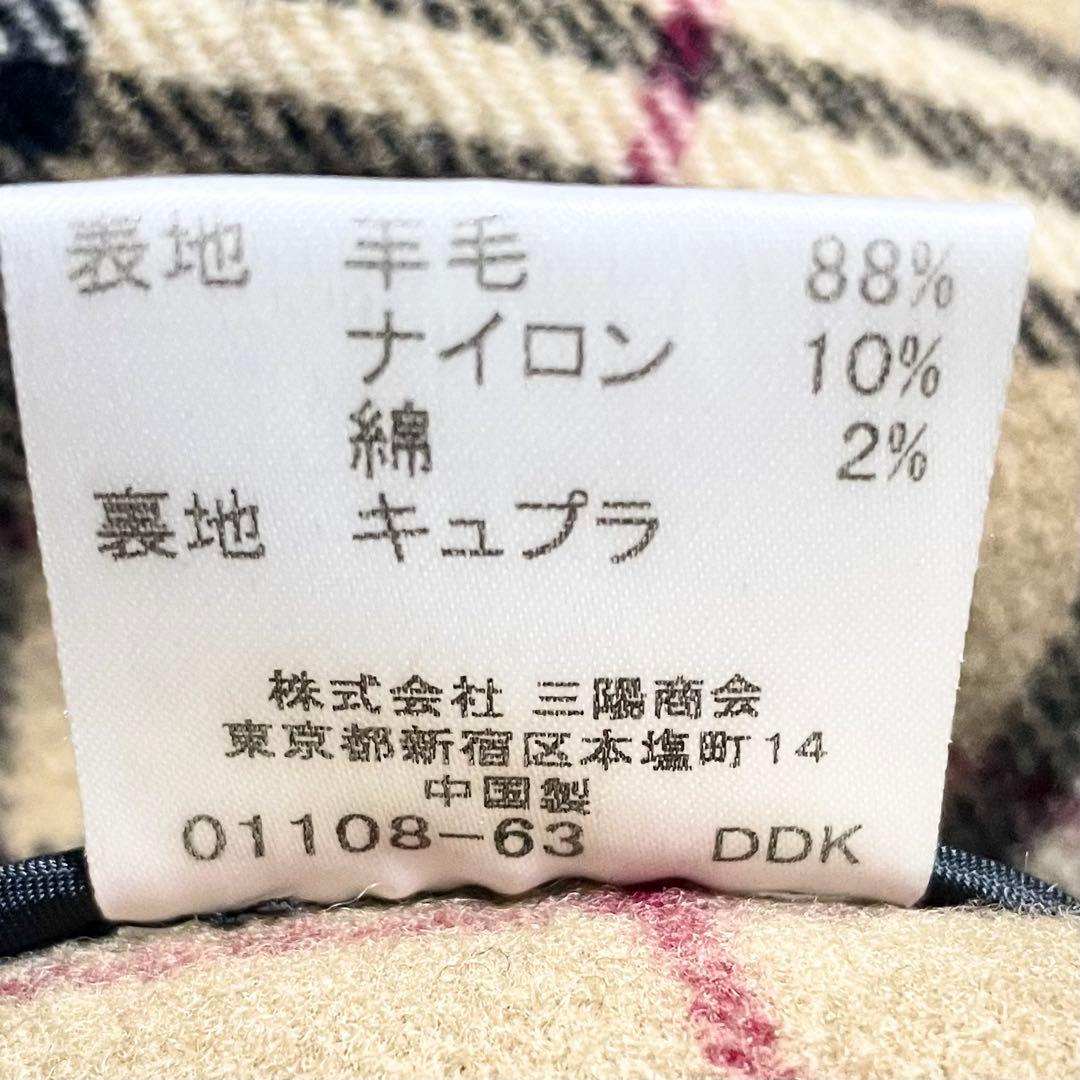 表地 羊毛 88%
ナイロン 10%
綿 2%
裏地 キュプラ
株式会社 三陽商会
東京都新宿区本塩町14
中国製
01108-63 DDK